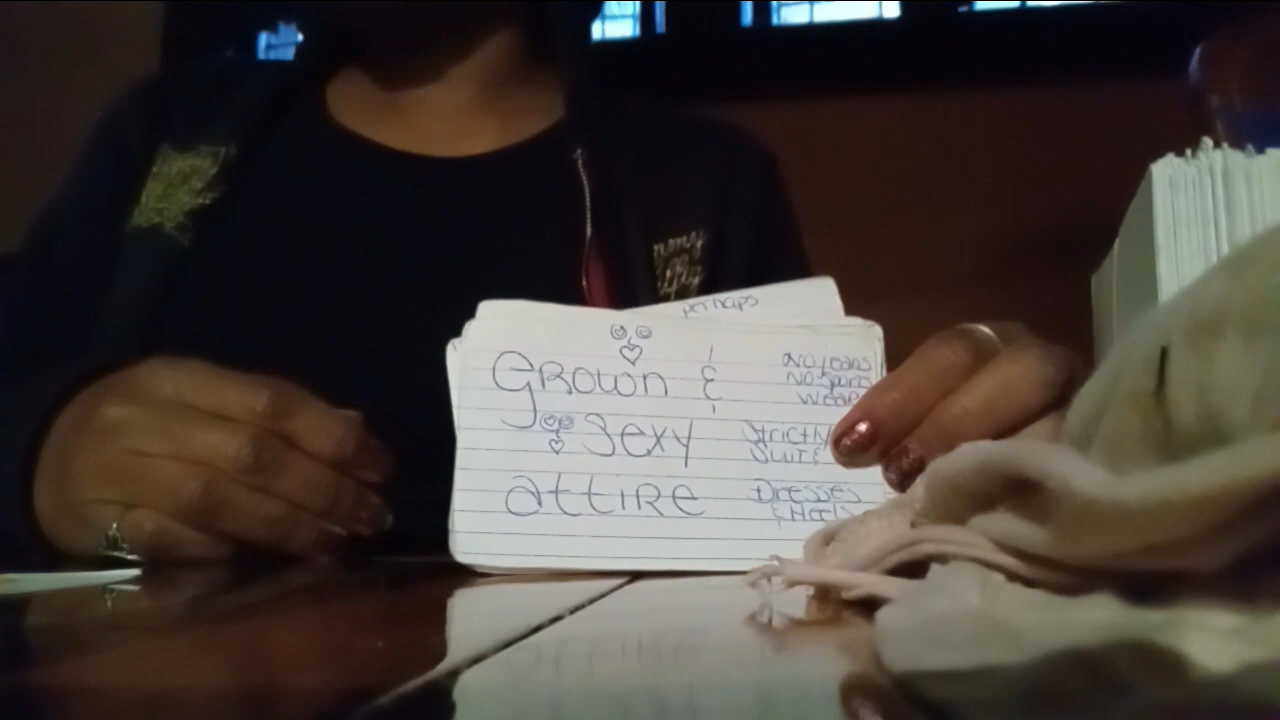 perhaps
Grown &
Sexy
attire
No jeans
No sports
wear
Strictly
Suits
Dresses
& Heels